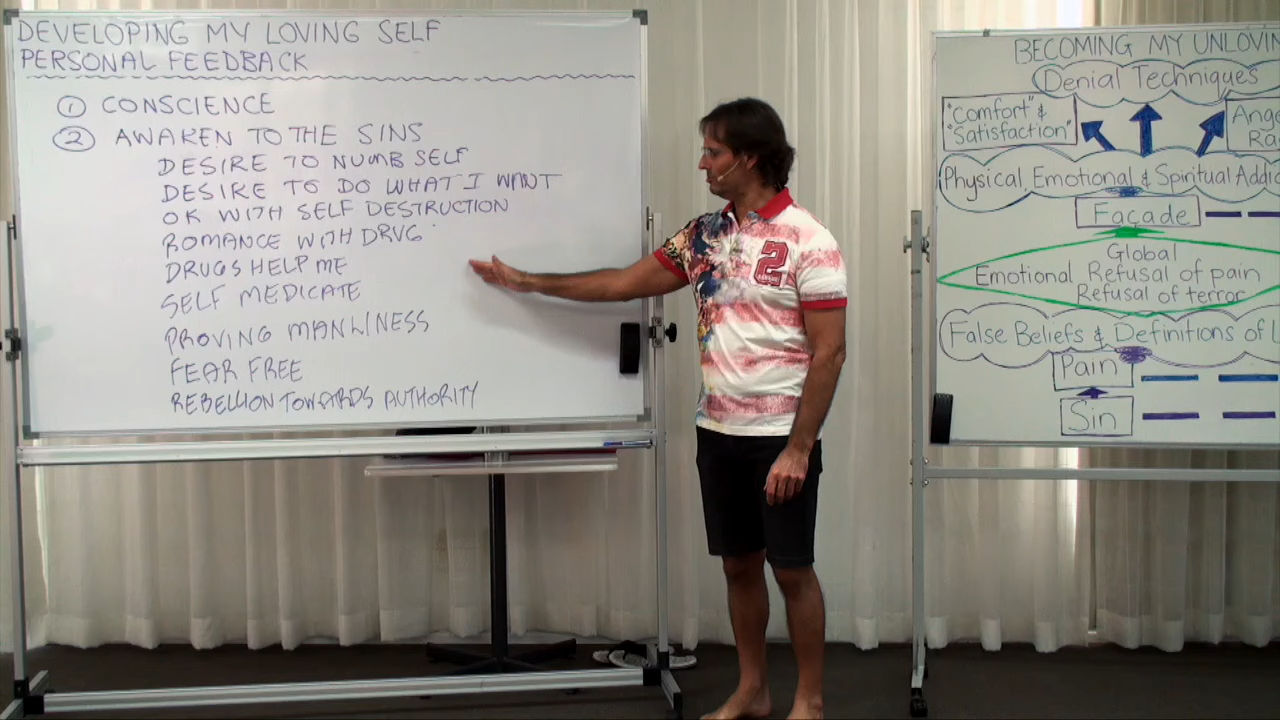 DEVELOPING MY LOVING SELF
PERSONAL FEEDBACK
1 CONSCIENCE
2 AWAKEN TO THE SINS
DESIRE TO NUMB SELF
DESIRE TO DO WHAT I WANT
OK WITH SELF DESTRUCTION
ROMANCE WITH DRUG
DRUGS HELP ME
SELF MEDICATE
PROVING MANLINESS
FEAR FREE
REBELLION TOWARDS AUTHORITY
2
BECOMING MY UNLOVIN
Denial Techniques
"Comfort" &
"Satisfaction"
Ange
Ra
Physical Emotional & Spiritual Addic
Façade
Global
Emotional Refusal of pain
Refusal of terror
False Beliefs & Definitions of L
Pain
Sin